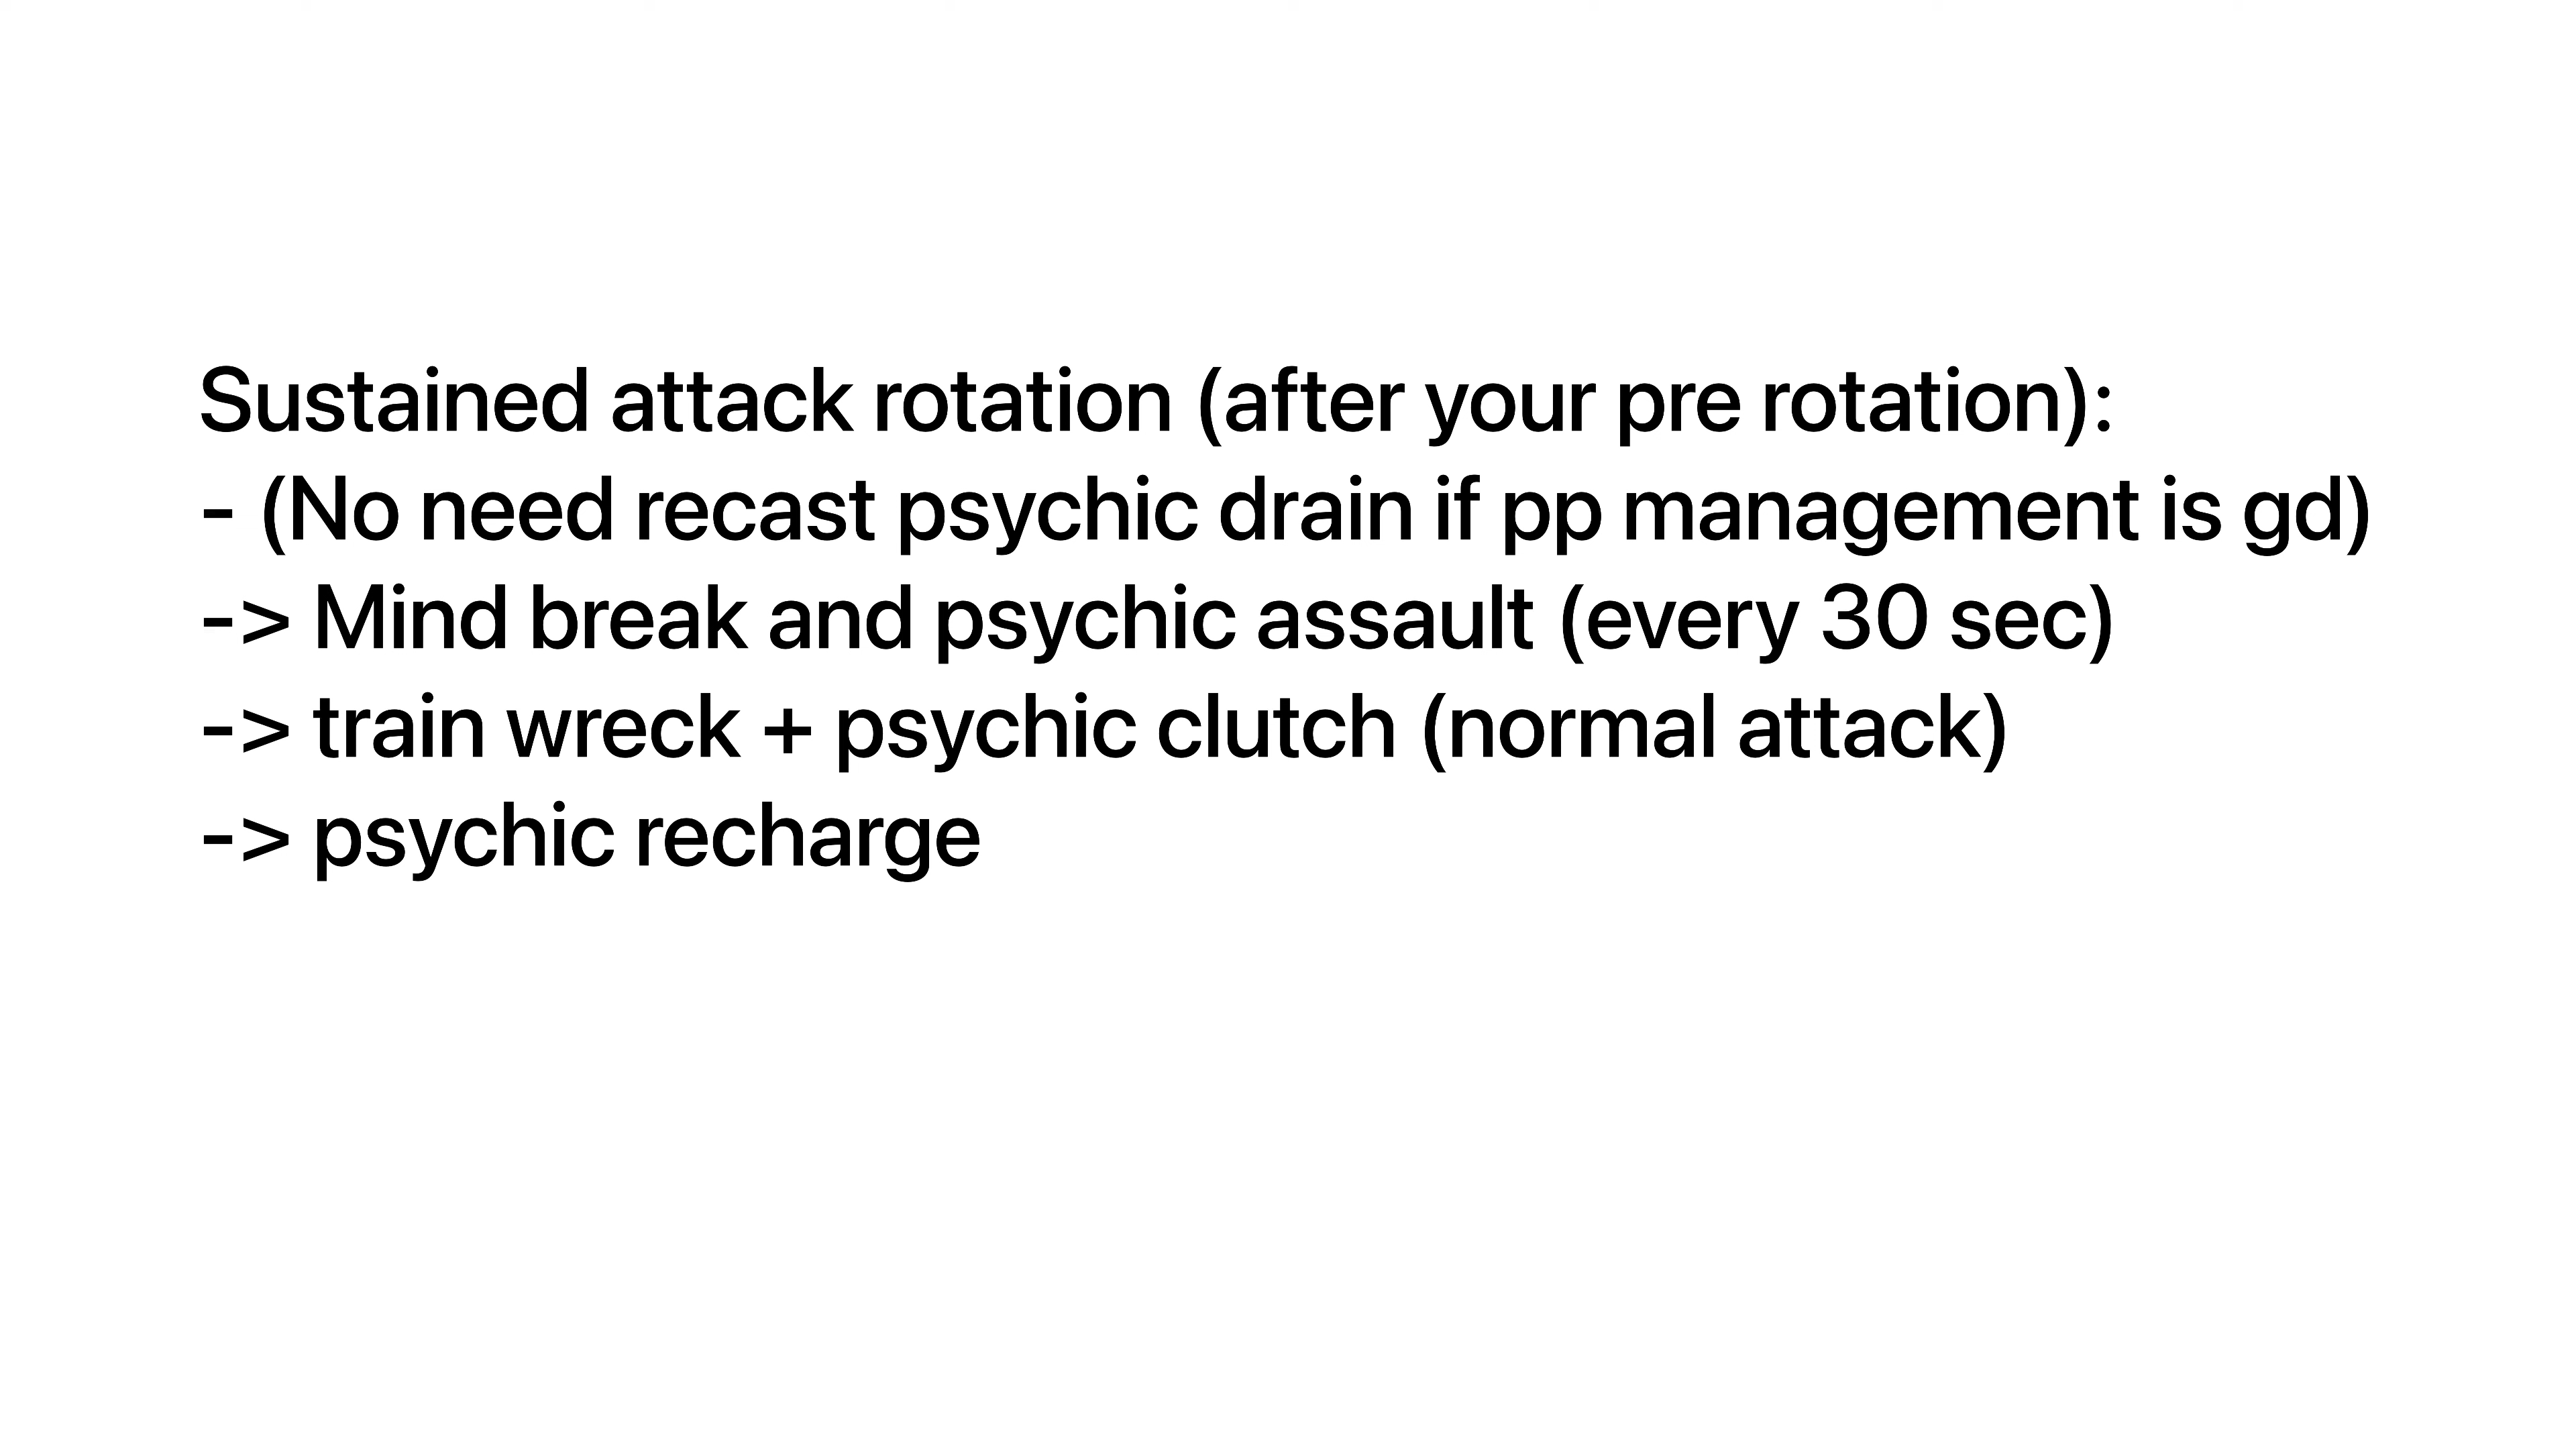 Sustained attack rotation (after your pre rotation):
- (No need recast psychic drain if pp management is gd)
-> Mind break and psychic assault (every 30 sec)
-> train wreck + psychic clutch (normal attack)
-> psychic recharge